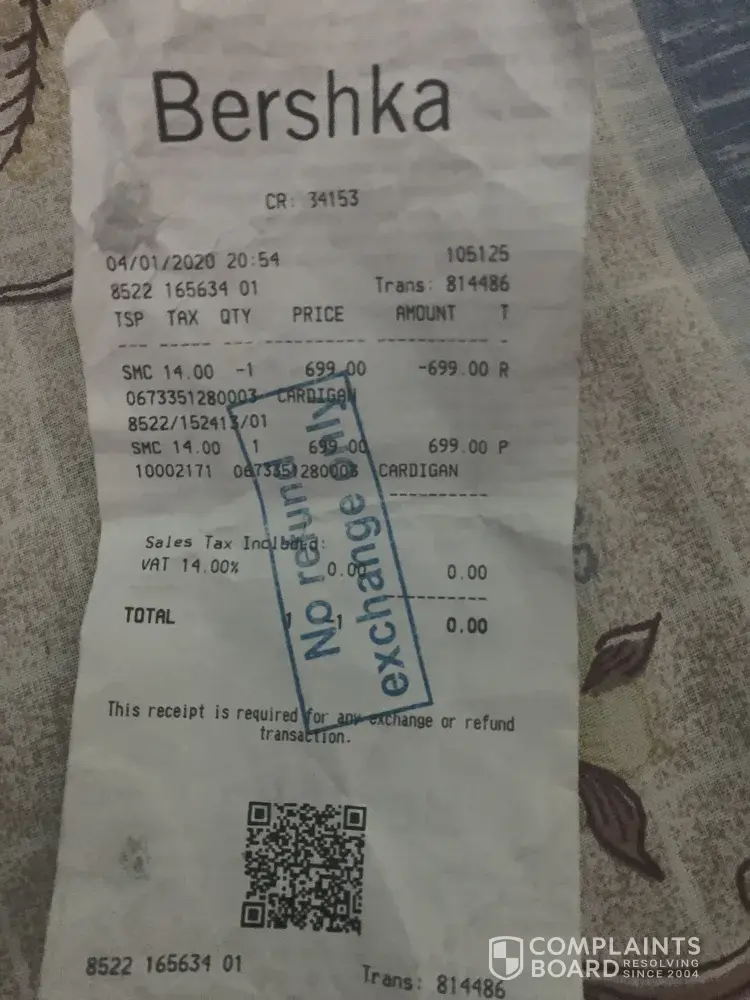 Bershka
CR: 34153
04/01/2020 20:54 105125
8522 165634 01 Trans: 814486
TSP TAX QTY PRICE AMOUNT T
--- ----- --- ------- -------- -
SMC 14.00 -1 699.00 -699.00 R
0673351280003 CARDIGAN
8522/152413/01
SMC 14.00 1 699.00 699.00 P
10002171 0673351280003 CARDIGAN
----------
Sales Tax Included:
VAT 14.00% 0.00 0.00
----------
TOTAL 1 -1 0.00
No refund
exchange only
This receipt is required for any exchange or refund
transaction.
8522 165634 01 Trans: 814486
COMPLAINTS
BOARD RESOLVING
SINCE 2004